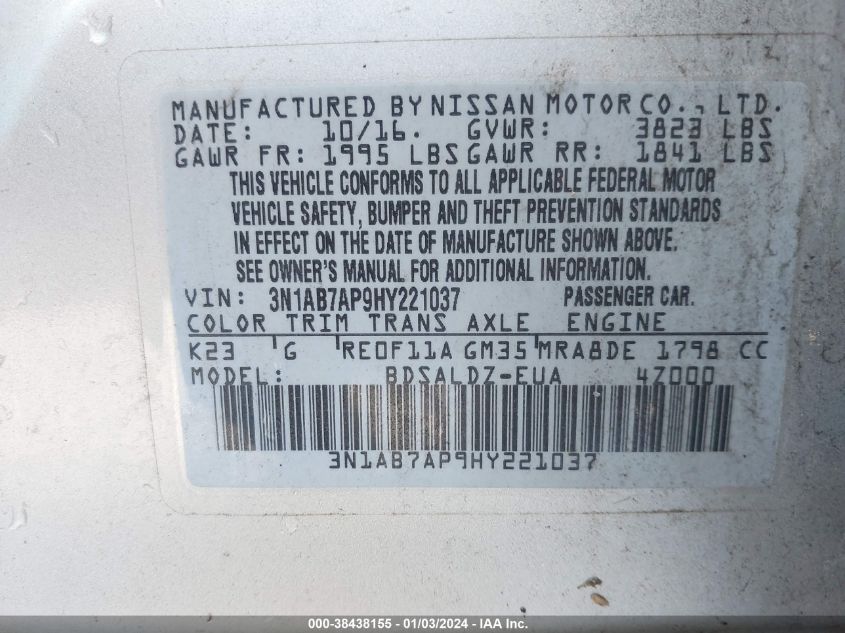 MANUFACTURED BY NISSAN MOTOR CO., LTD.
DATE: 10/16. GVWR: 3823 LBS
GAWR FR: 1995 LBS GAWR RR: 1841 LBS
THIS VEHICLE CONFORMS TO ALL APPLICABLE FEDERAL MOTOR
VEHICLE SAFETY, BUMPER AND THEFT PREVENTION STANDARDS
IN EFFECT ON THE DATE OF MANUFACTURE SHOWN ABOVE.
SEE OWNER'S MANUAL FOR ADDITIONAL INFORMATION.
VIN: 3N1AB7AP9HY221037 PASSENGER CAR.
COLOR TRIM TRANS AXLE ENGINE
K23 'G 'RE0F11A GM35'MRA8DE 1798 CC
MODEL: BDSALDZ-EUA 4Z000
3N1AB7AP9HY221037
000-38438155 - 01/03/2024 - IAAI.com